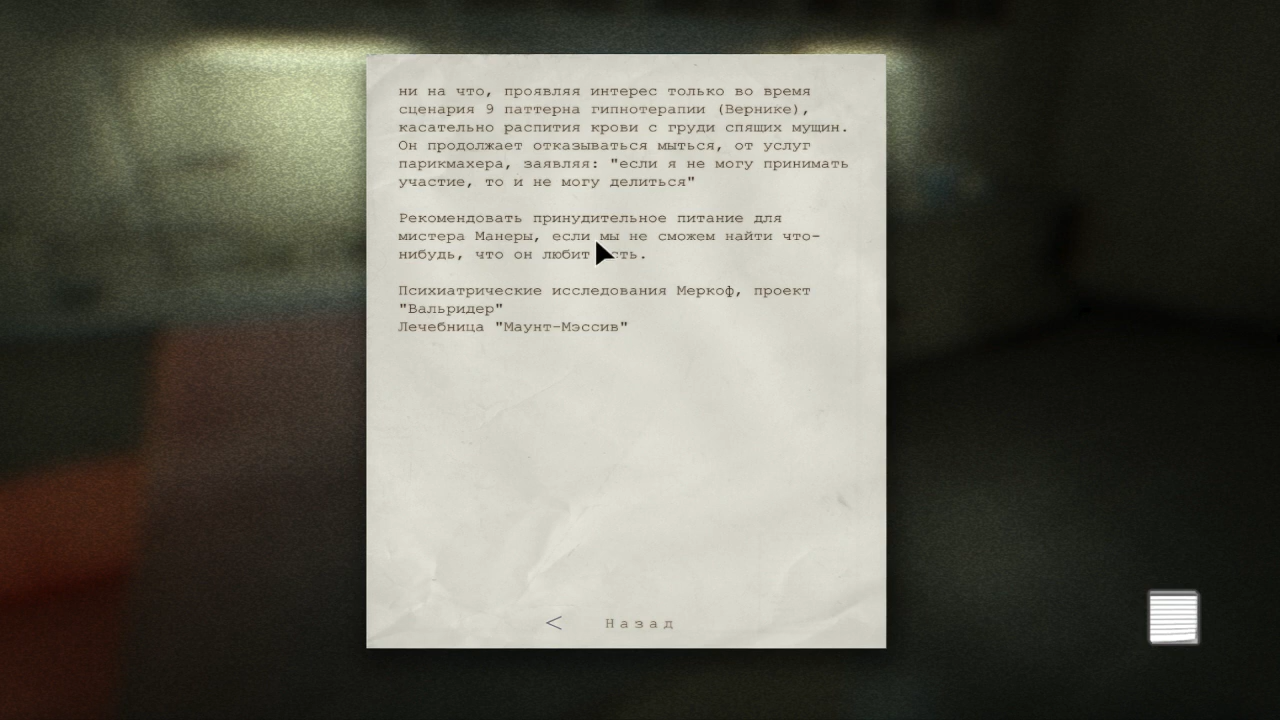 ни на что, проявляя интерес только во время
сценария 9 паттерна гипнотерапии (Вернике),
касательно распития крови с груди спящих мущин.
Он продолжает отказываться мыться, от услуг
парикмахера, заявляя: "если я не могу принимать
участие, то и не могу делиться"
Рекомендовать принудительное питание для
мистера Манеры, если мы не сможем найти что-
нибудь, что он любит есть.
Психиатрические исследования Меркоф, проект
"Вальридер"
Лечебница "Маунт-Мэссив"
< Назад